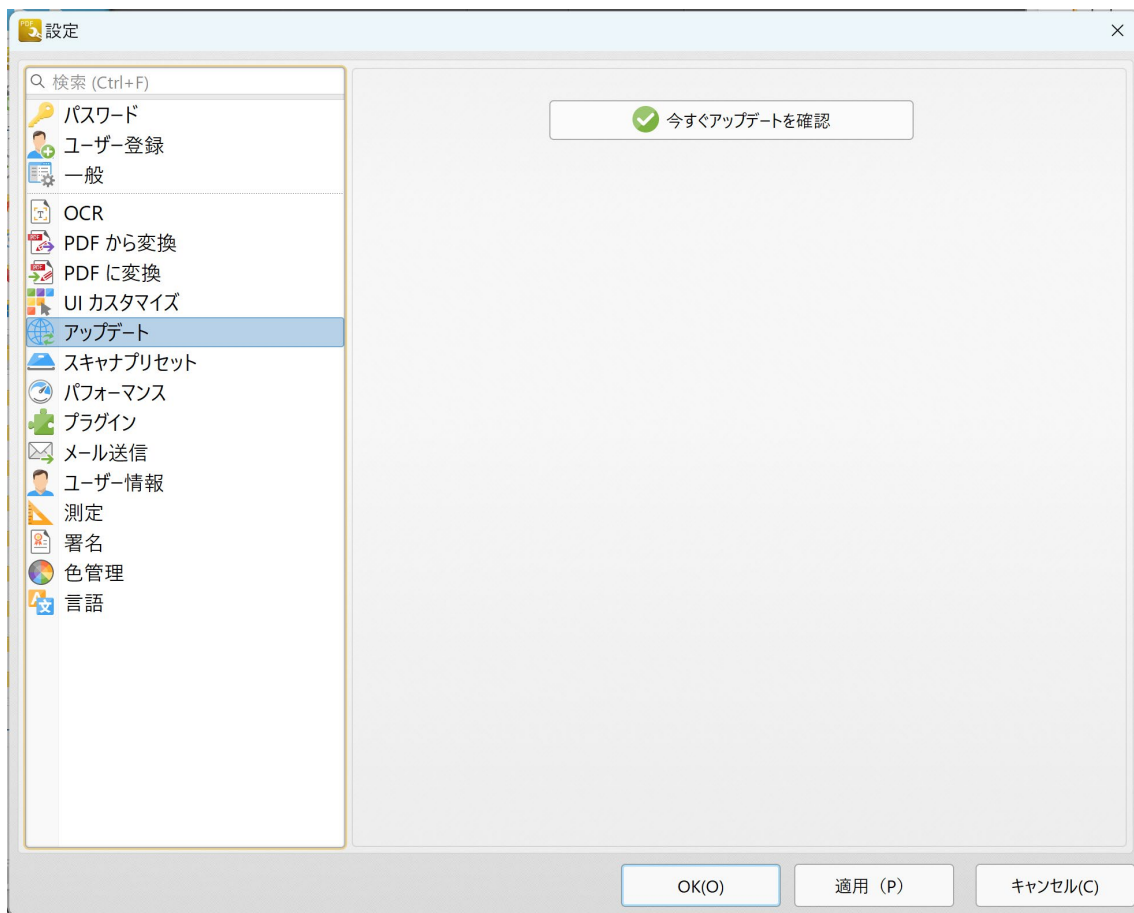 設定
検索 (Ctrl+F)
パスワード
ユーザー登録
一般
OCR
PDF から変換
PDF に変換
UI カスタマイズ
アップデート
スキャナプリセット
パフォーマンス
プラグイン
メール送信
ユーザー情報
測定
署名
色管理
言語
今すぐアップデートを確認
OK(O)
適用（P）
キャンセル(C)